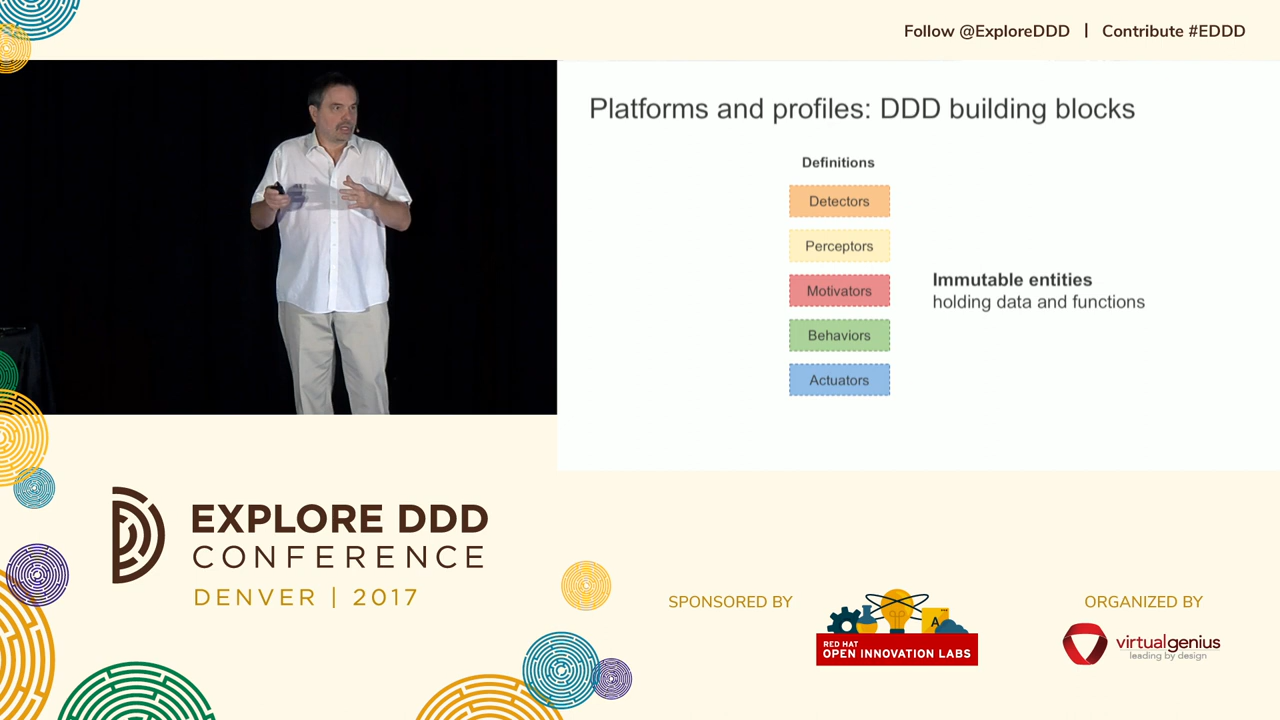 Follow @ExploreDDD | Contribute #EDDD
Platforms and profiles: DDD building blocks
Definitions
Detectors
Perceptors
Motivators
Behaviors
Actuators
Immutable entities
holding data and functions
EXPLORE DDD
CONFERENCE
DENVER | 2017
SPONSORED BY
A
RED HAT
OPEN INNOVATION LABS
ORGANIZED BY
virtualgenius
leading by design